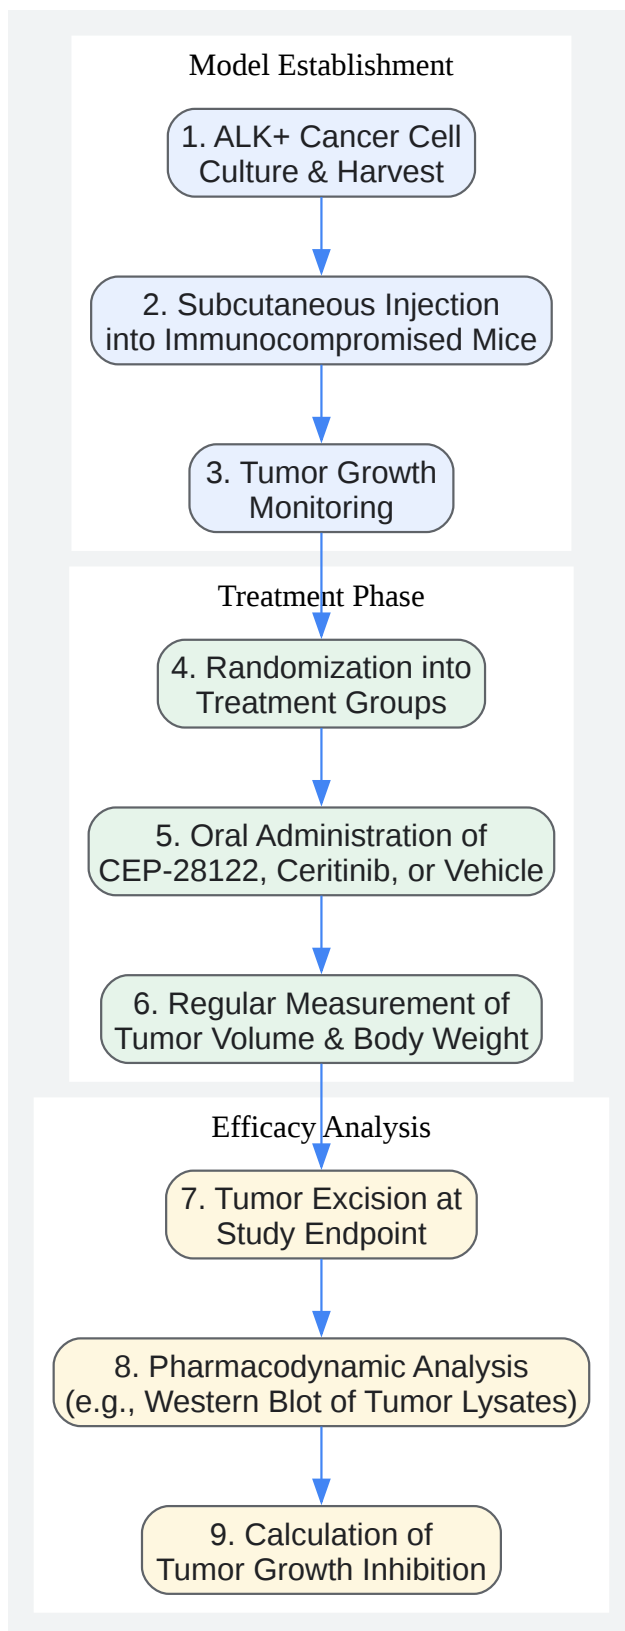 Model Establishment
1. ALK+ Cancer Cell
Culture & Harvest
2. Subcutaneous Injection
into Immunocompromised Mice
3. Tumor Growth
Monitoring
Treatment Phase
4. Randomization into
Treatment Groups
5. Oral Administration of
CEP-28122, Ceritinib, or Vehicle
6. Regular Measurement of
Tumor Volume & Body Weight
Efficacy Analysis
7. Tumor Excision at
Study Endpoint
8. Pharmacodynamic Analysis
(e.g., Western Blot of Tumor Lysates)
9. Calculation of
Tumor Growth Inhibition